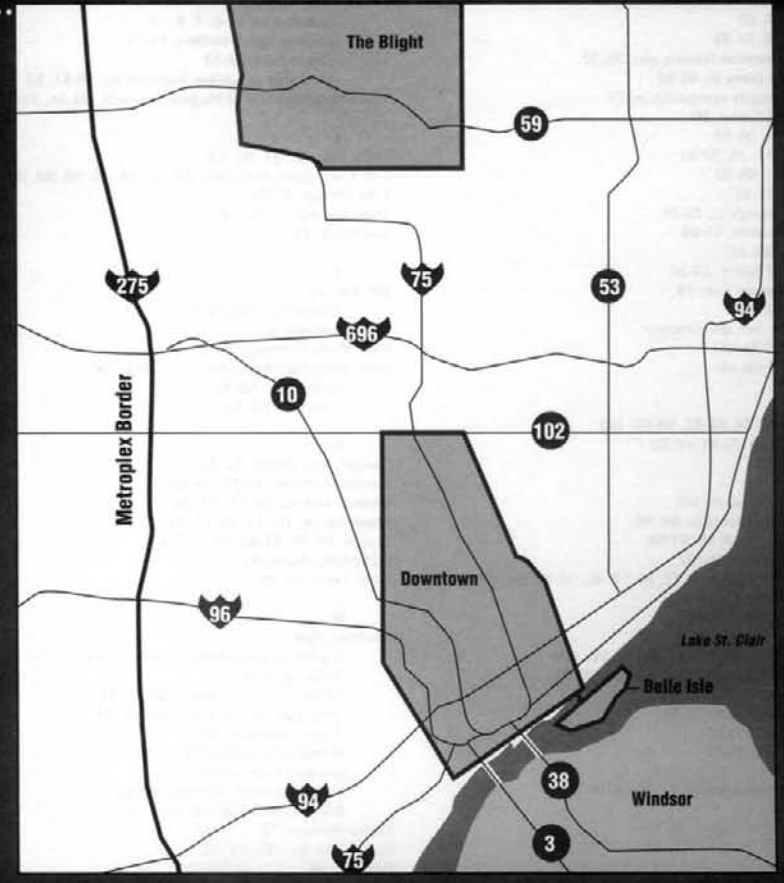 The Blight
59
275
75
53
94
696
10
102
Metroplex Border
Downtown
96
Lake St. Clair
Belle Isle
38
94
Windsor
3
75